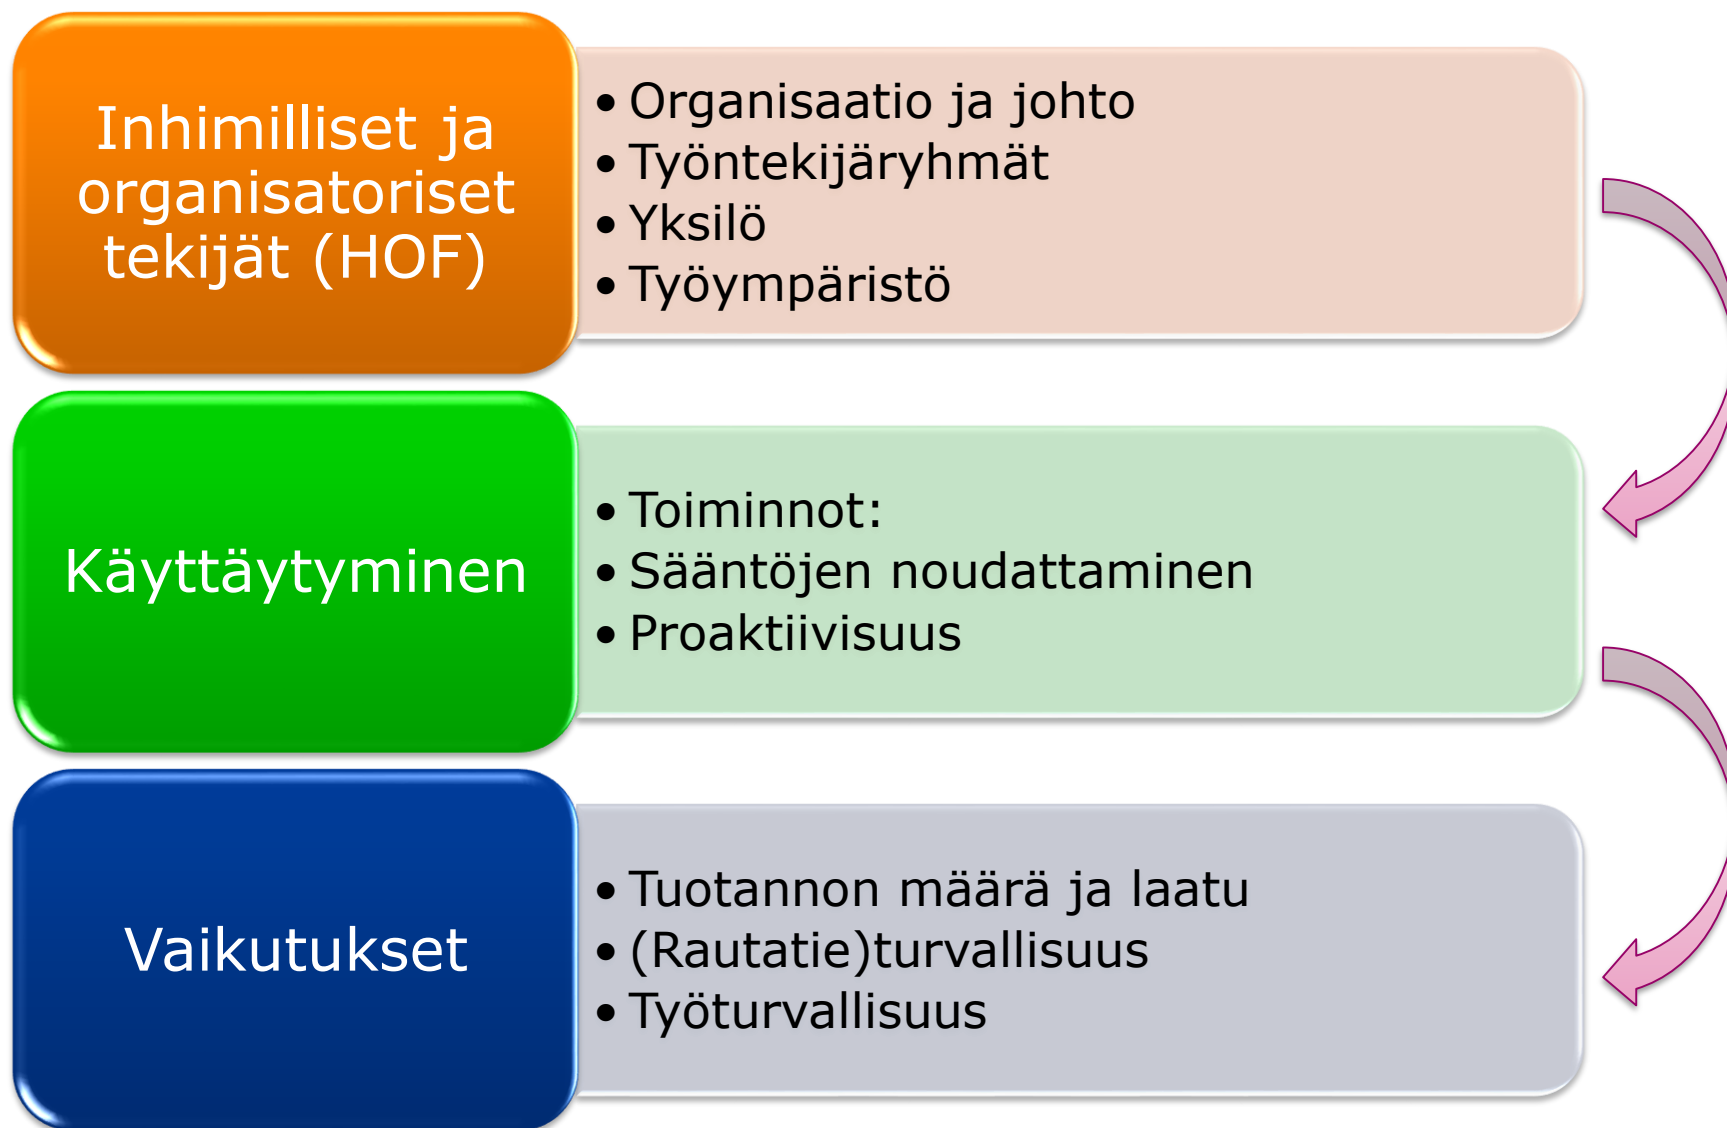 Inhimilliset ja
organisatoriset
tekijät (HOF)
• Organisaatio ja johto
• Työntekijäryhmät
• Yksilö
• Työympäristö
Käyttäytyminen
• Toiminnot:
• Sääntöjen noudattaminen
• Proaktiivisuus
Vaikutukset
• Tuotannon määrä ja laatu
• (Rautatie)turvallisuus
• Työturvallisuus